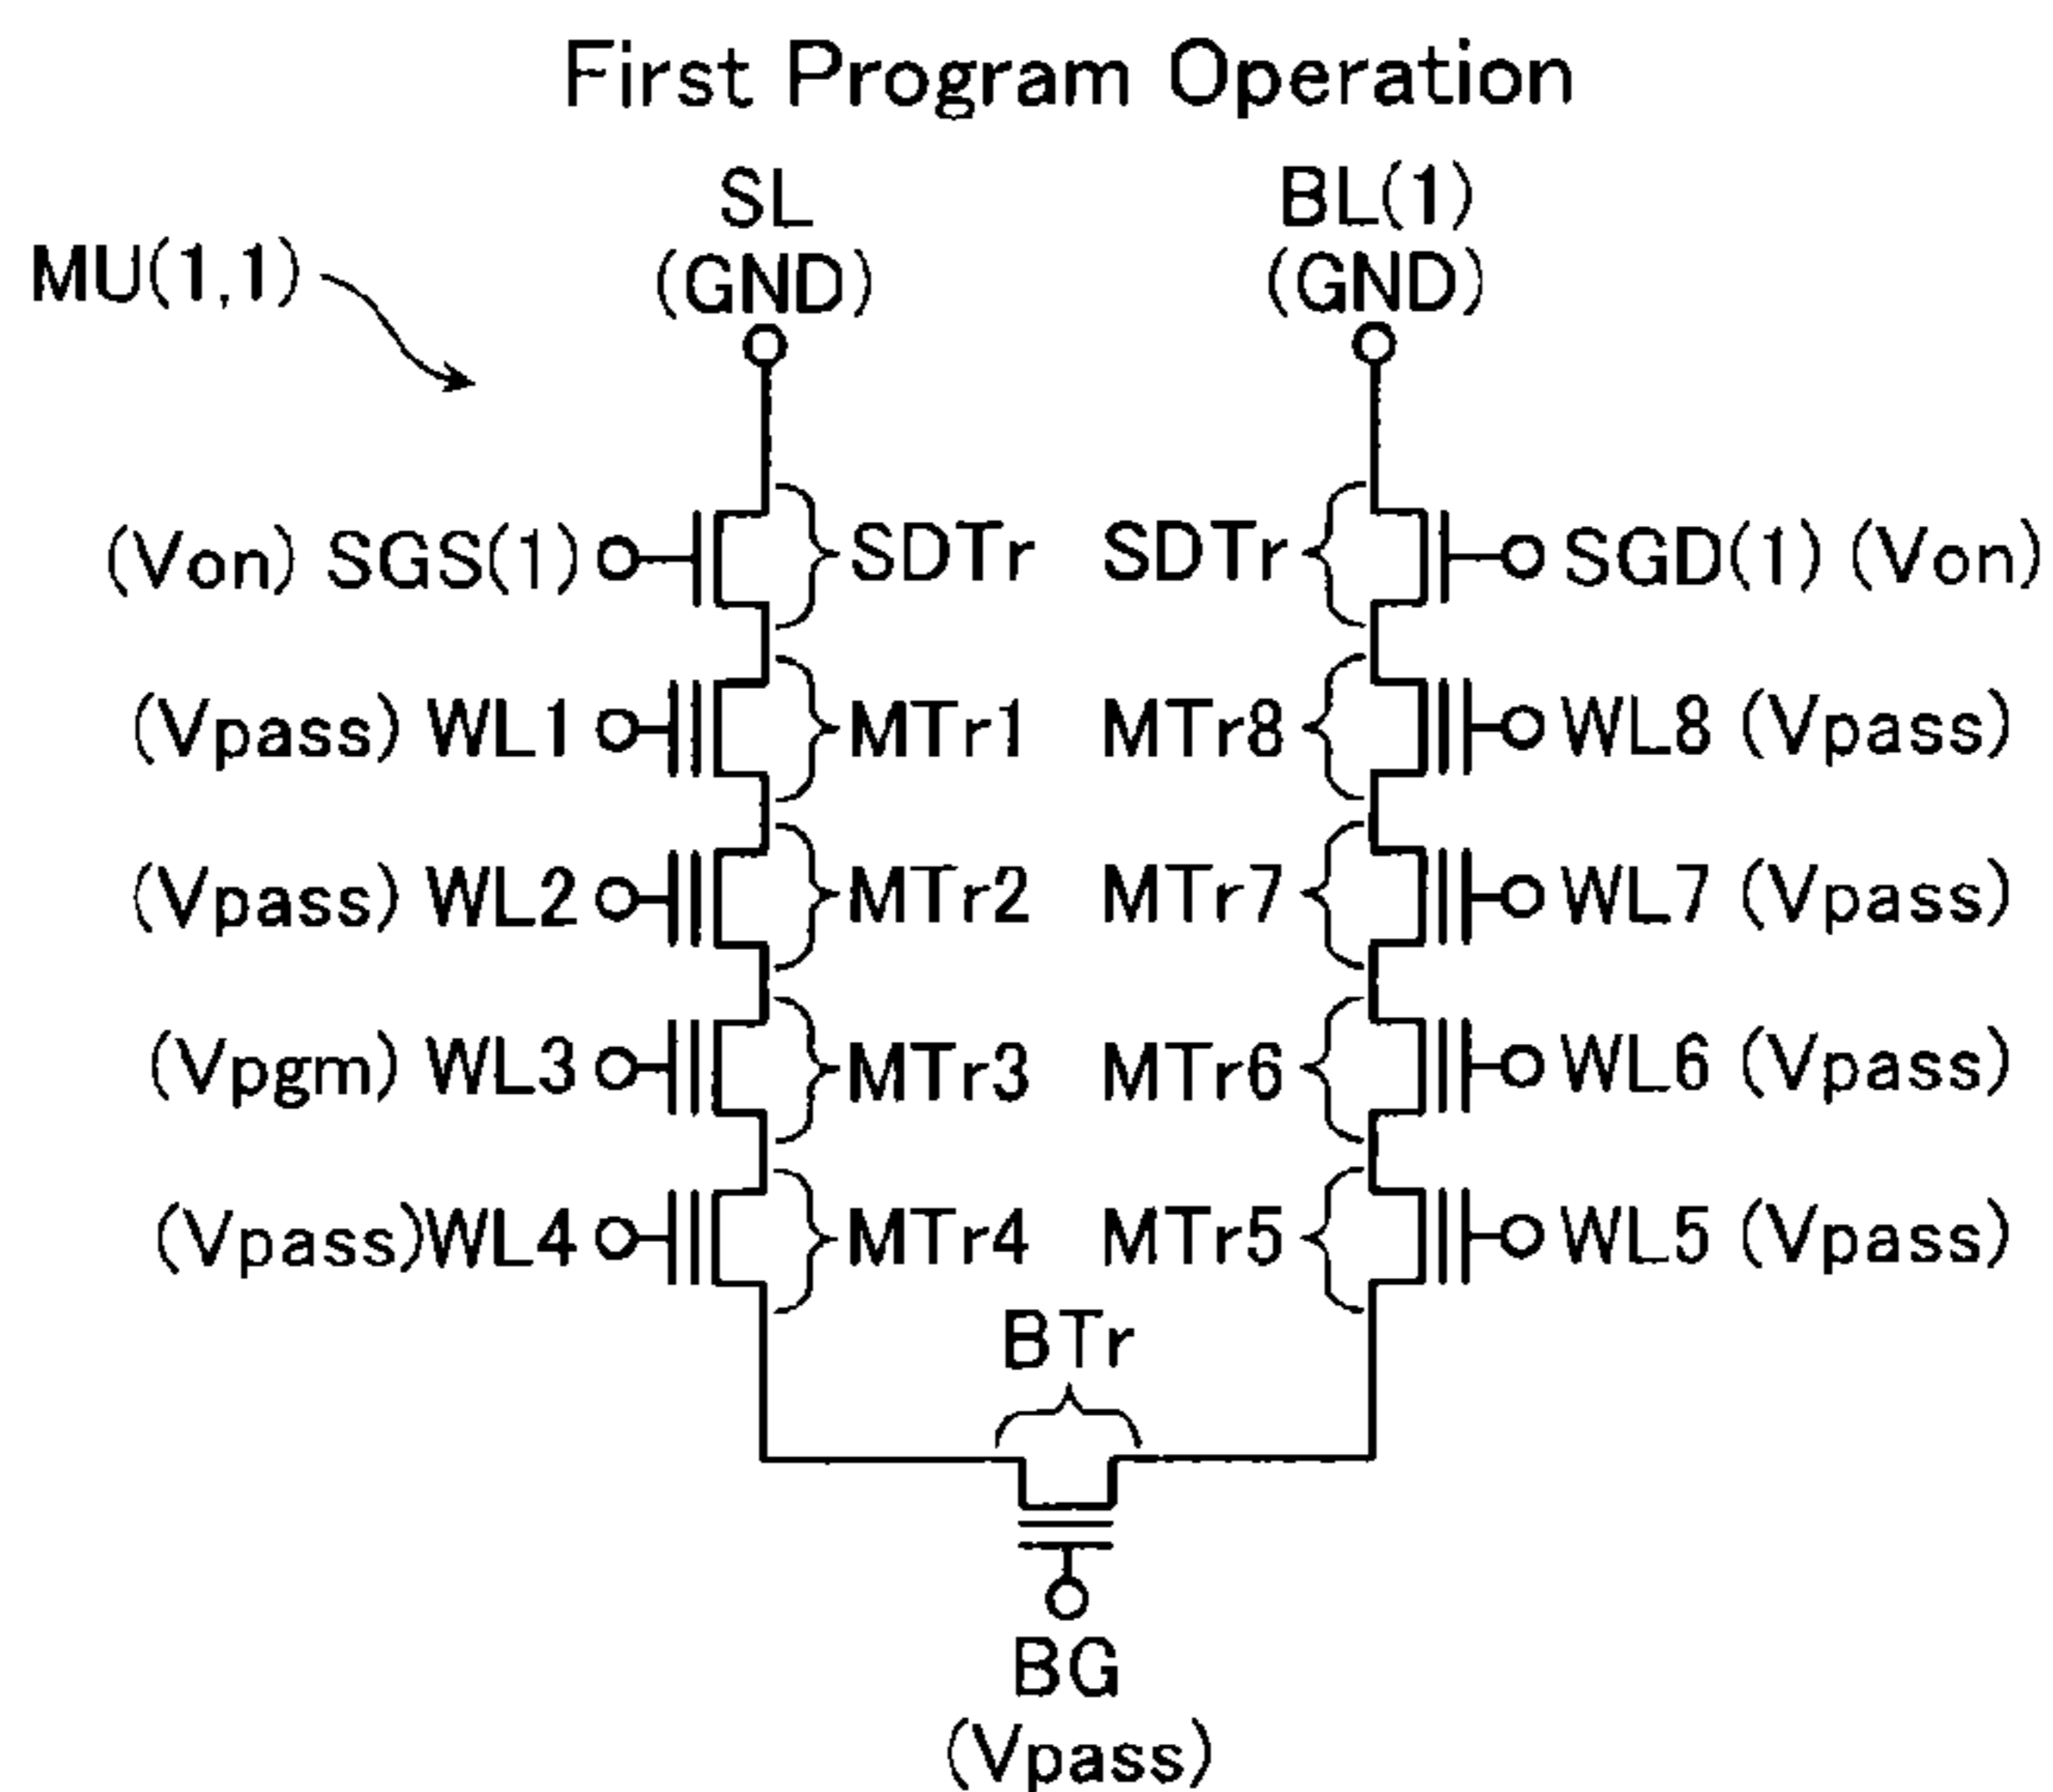 First Program Operation
SL BL(1)
MU(1,1) (GND) (GND)
(Von) SGS(1) SDTr SDTr SGD(1) (Von)
(Vpass) WL1 MTr1 MTr8 WL8 (Vpass)
(Vpass) WL2 MTr2 MTr7 WL7 (Vpass)
(Vpgm) WL3 MTr3 MTr6 WL6 (Vpass)
(Vpass)WL4 MTr4 MTr5 WL5 (Vpass)
BTr
BG
(Vpass)